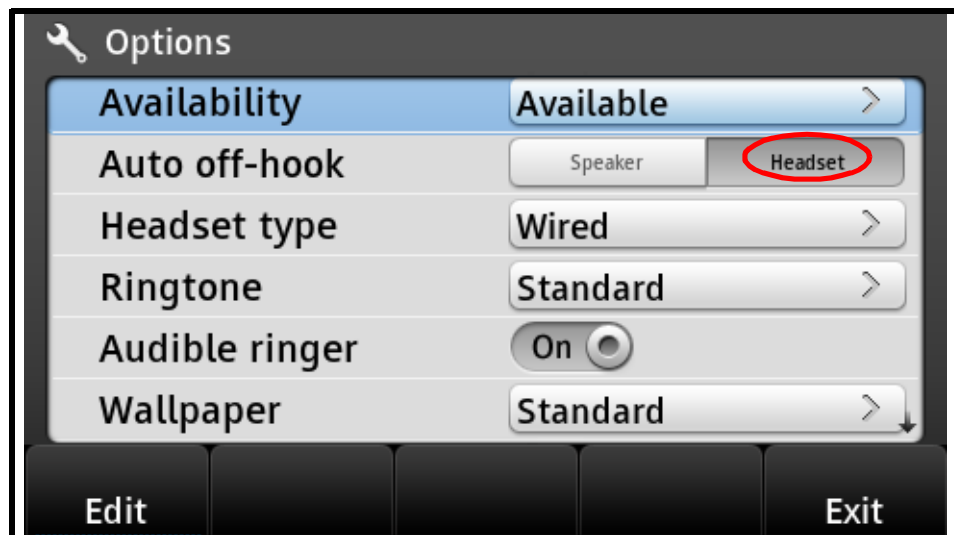 Options
Availability Available
Auto off-hook Speaker Headset
Headset type Wired
Ringtone Standard
Audible ringer On
Wallpaper Standard
Edit Exit